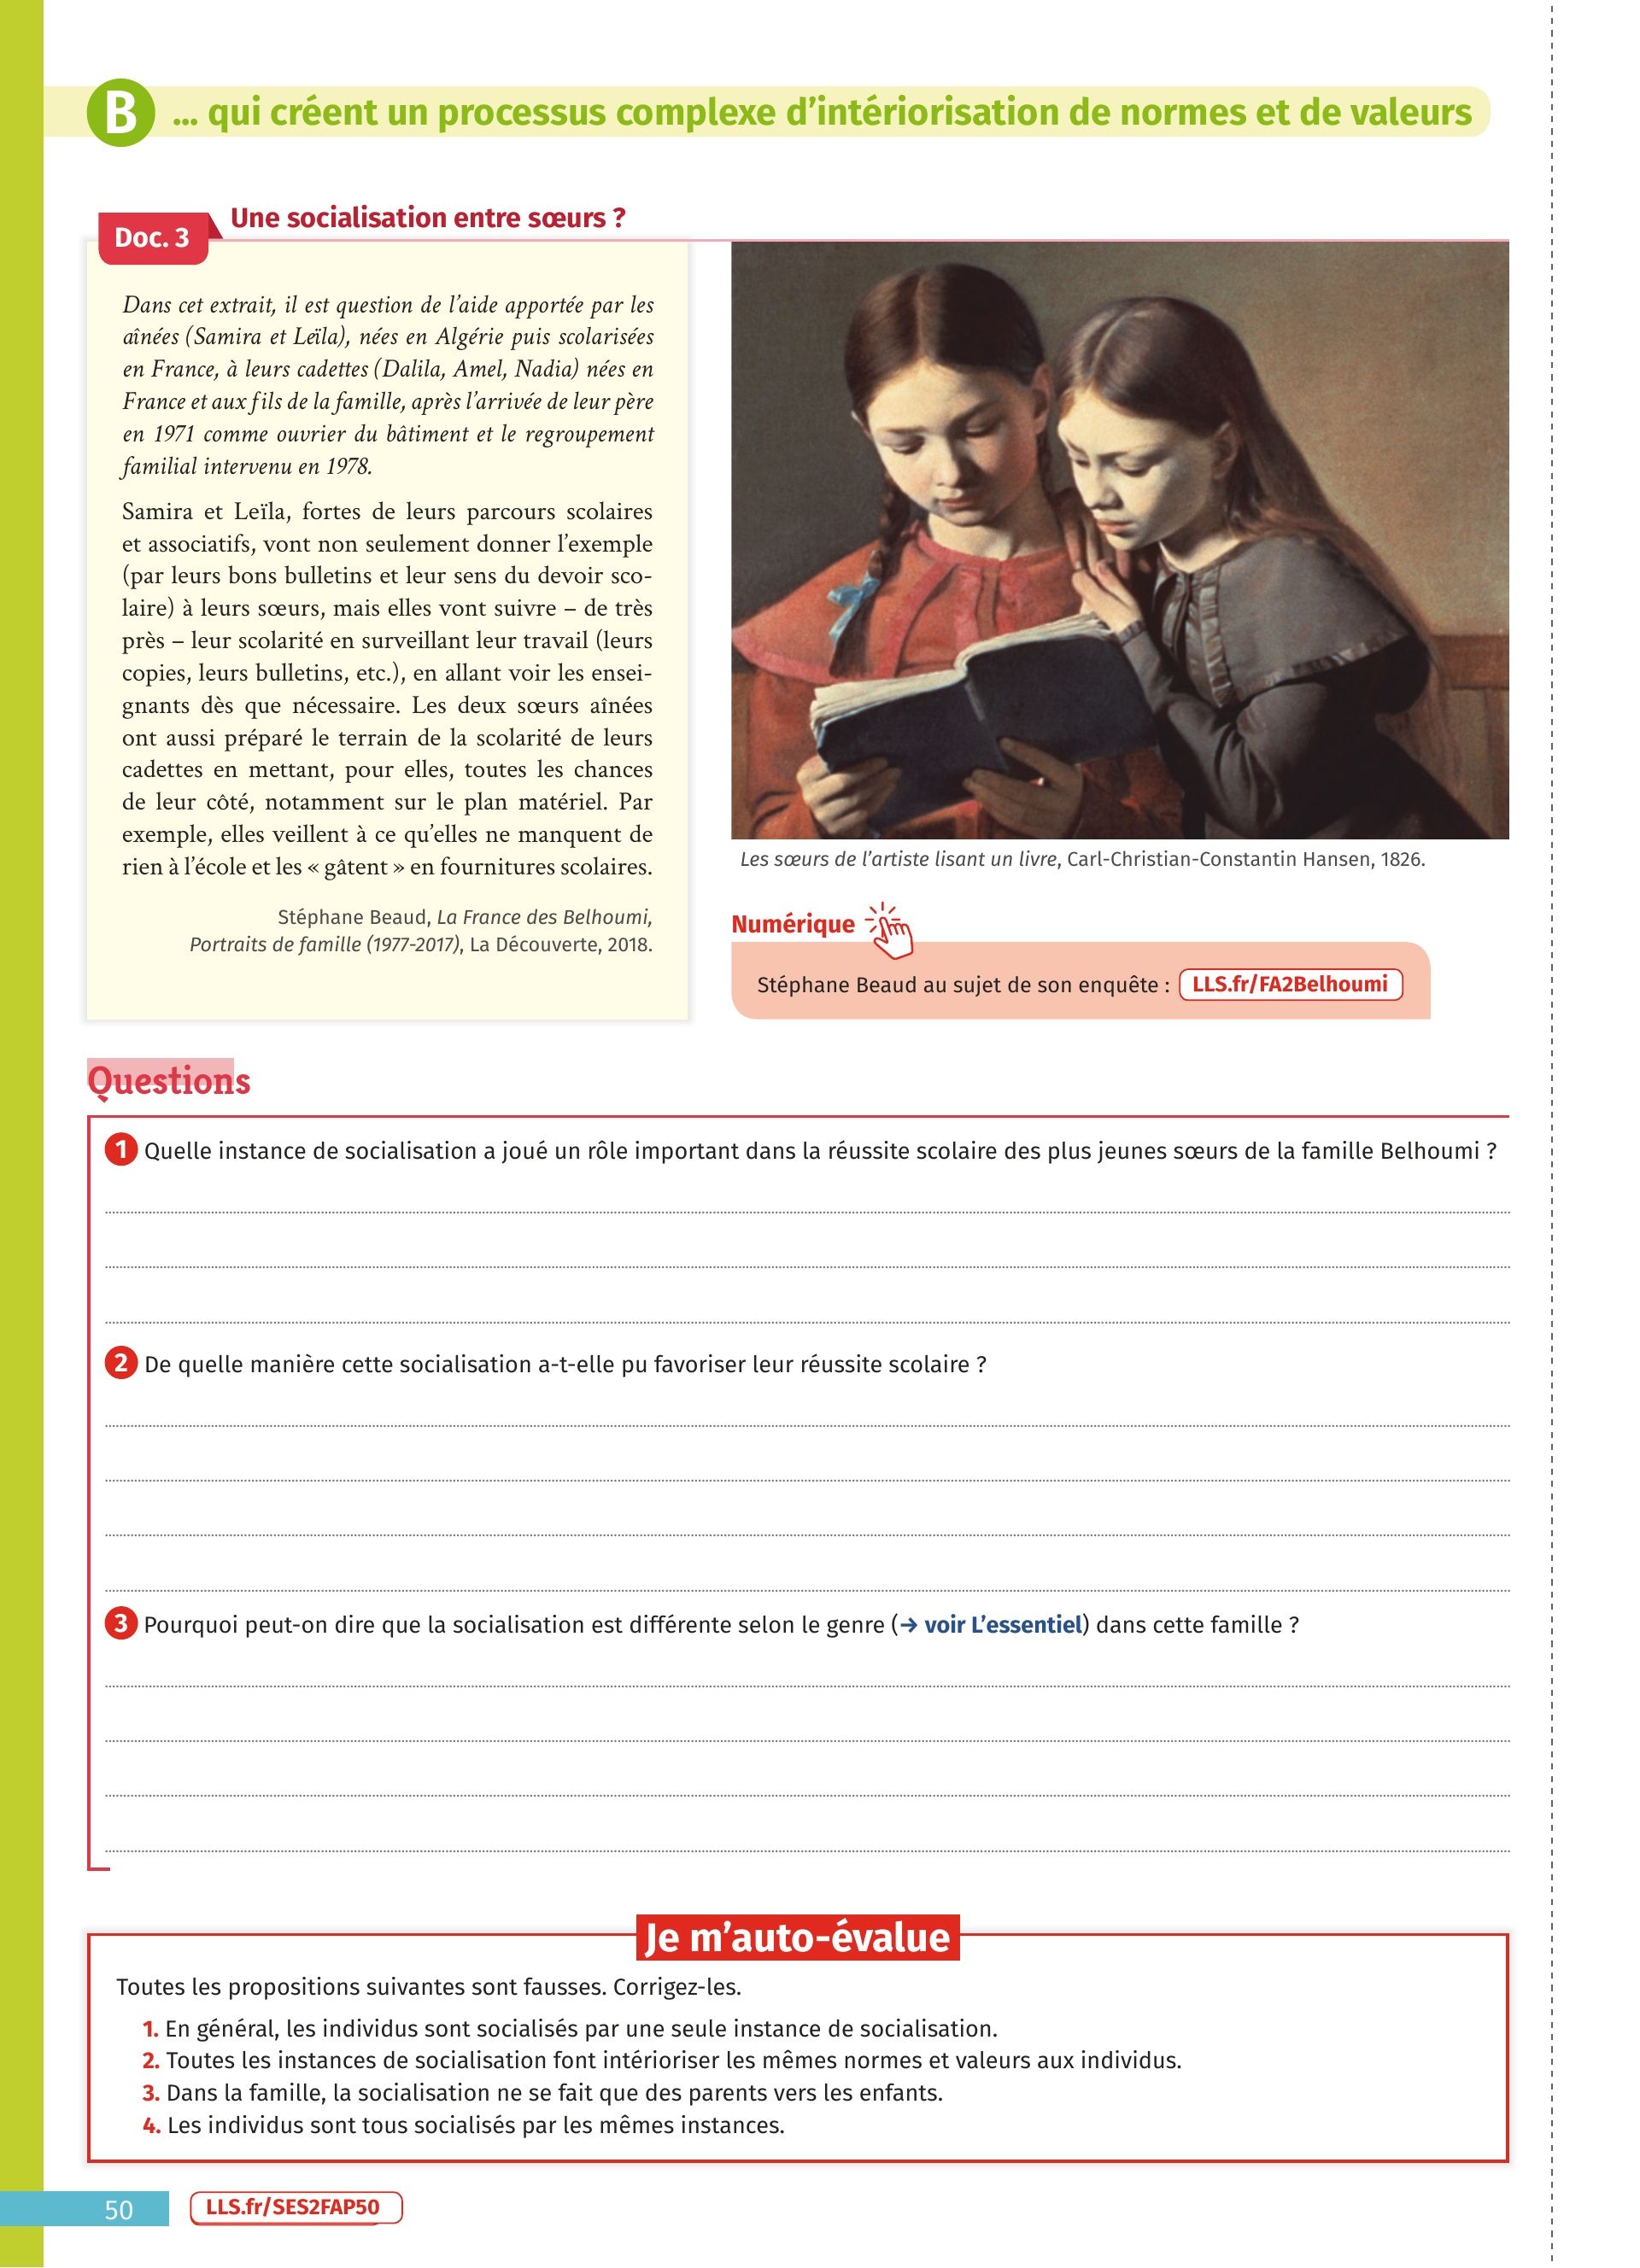 B ... qui créent un processus complexe d’intériorisation de normes et de valeurs
Doc. 3
Une socialisation entre sœurs ?
Dans cet extrait, il est question de l’aide apportée par les
aînées (Samira et Leïla), nées en Algérie puis scolarisées
en France, à leurs cadettes (Dalila, Amel, Nadia) nées en
France et aux fils de la famille, après l’arrivée de leur père
en 1971 comme ouvrier du bâtiment et le regroupement
familial intervenu en 1978.
Samira et Leïla, fortes de leurs parcours scolaires
et associatifs, vont non seulement donner l’exemple
(par leurs bons bulletins et leur sens du devoir sco-
laire) à leurs sœurs, mais elles vont suivre – de très
près – leur scolarité en surveillant leur travail (leurs
copies, leurs bulletins, etc.), en allant voir les ensei-
gnants dès que nécessaire. Les deux sœurs aînées
ont aussi préparé le terrain de la scolarité de leurs
cadettes en mettant, pour elles, toutes les chances
de leur côté, notamment sur le plan matériel. Par
exemple, elles veillent à ce qu’elles ne manquent de
rien à l’école et les « gâtent » en fournitures scolaires.
Stéphane Beaud, La France des Belhoumi,
Portraits de famille (1977-2017), La Découverte, 2018.
Les sœurs de l’artiste lisant un livre, Carl-Christian-Constantin Hansen, 1826.
Numérique
Stéphane Beaud au sujet de son enquête : LLS.fr/FA2Belhoumi
Questions
1 Quelle instance de socialisation a joué un rôle important dans la réussite scolaire des plus jeunes sœurs de la famille Belhoumi ?
2 De quelle manière cette socialisation a-t-elle pu favoriser leur réussite scolaire ?
3 Pourquoi peut-on dire que la socialisation est différente selon le genre (→ voir L’essentiel) dans cette famille ?
Je m’auto-évalue
Toutes les propositions suivantes sont fausses. Corrigez-les.
1. En général, les individus sont socialisés par une seule instance de socialisation.
2. Toutes les instances de socialisation font intérioriser les mêmes normes et valeurs aux individus.
3. Dans la famille, la socialisation ne se fait que des parents vers les enfants.
4. Les individus sont tous socialisés par les mêmes instances.
50
LLS.fr/SES2FAP50